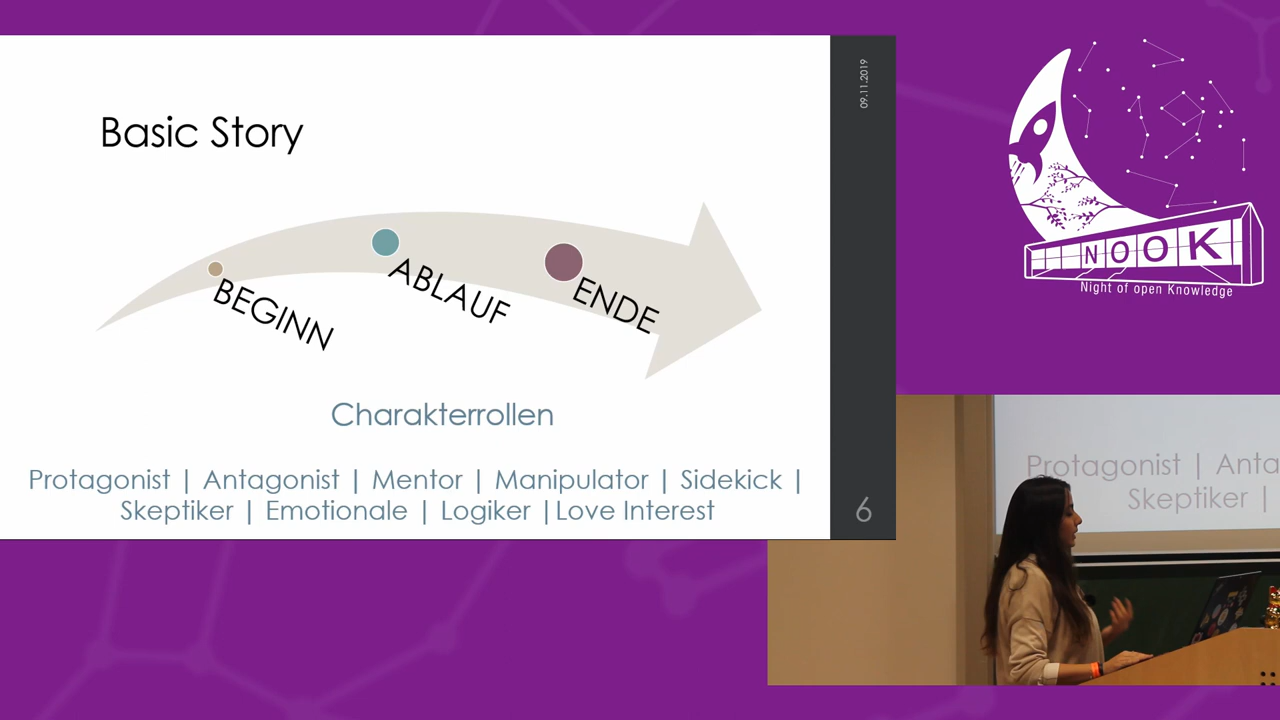 Basic Story
09.11.2019
BEGINN
ABLAUF
ENDE
Charakterrollen
Protagonist | Antagonist | Mentor | Manipulator | Sidekick |
Skeptiker | Emotionale | Logiker |Love Interest
6
NOOK
Night of open Knowledge
Protagonist | Anta
Skeptiker |